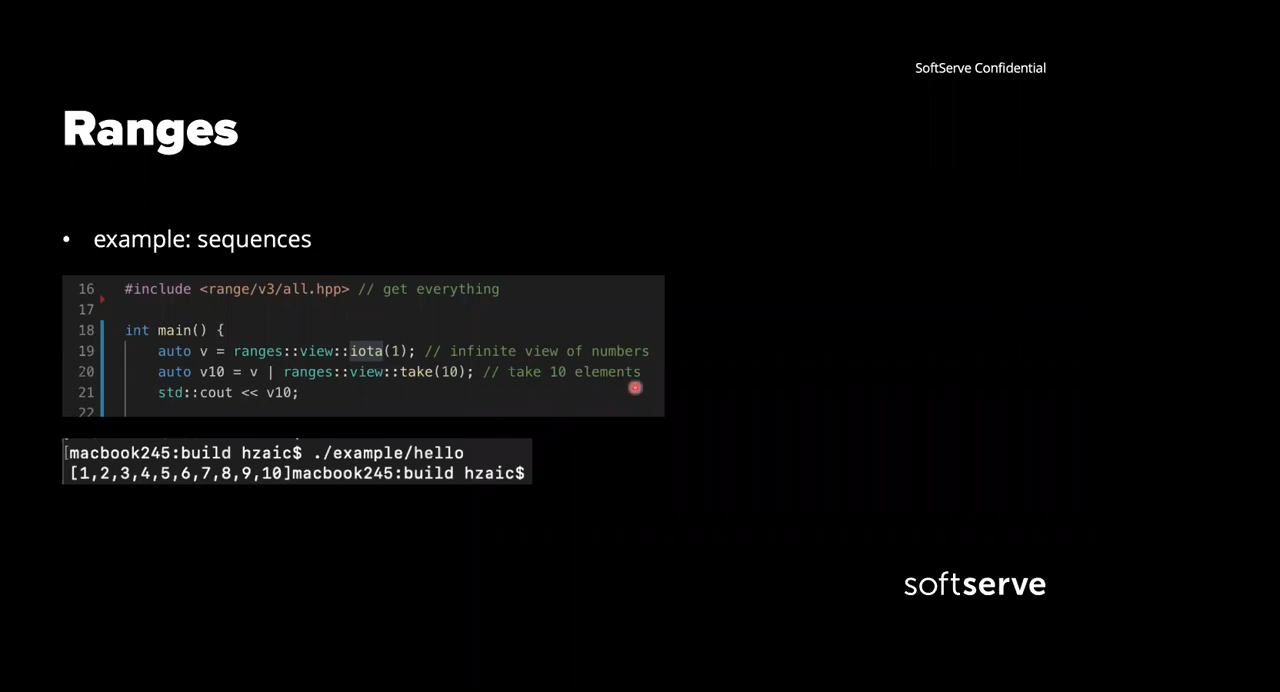 SoftServe Confidential
Ranges
• example: sequences
16 #include <range/v3/all.hpp> // get everything
17
18 int main() {
19 auto v = ranges::view::iota(1); // infinite view of numbers
20 auto v10 = v | ranges::view::take(10); // take 10 elements
21 std::cout << v10;
22
[macbook245:build hzaic$ ./example/hello
[1,2,3,4,5,6,7,8,9,10]macbook245:build hzaic$
softserve